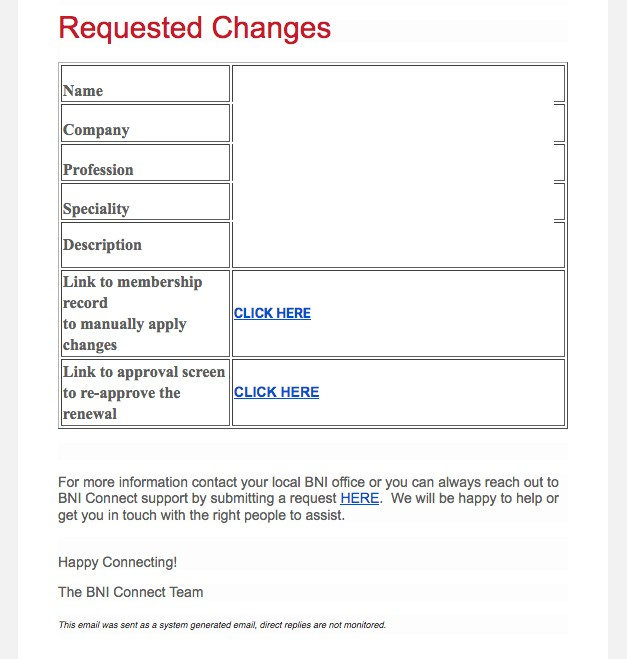 Requested Changes
Name
Company
Profession
Speciality
Description
Link to membership
record
to manually apply
changes
CLICK HERE
Link to approval screen
to re-approve the
renewal
CLICK HERE
For more information contact your local BNI office or you can always reach out to
BNI Connect support by submitting a request HERE.  We will be happy to help or
get you in touch with the right people to assist.
Happy Connecting!
The BNI Connect Team
This email was sent as a system generated email, direct replies are not monitored.